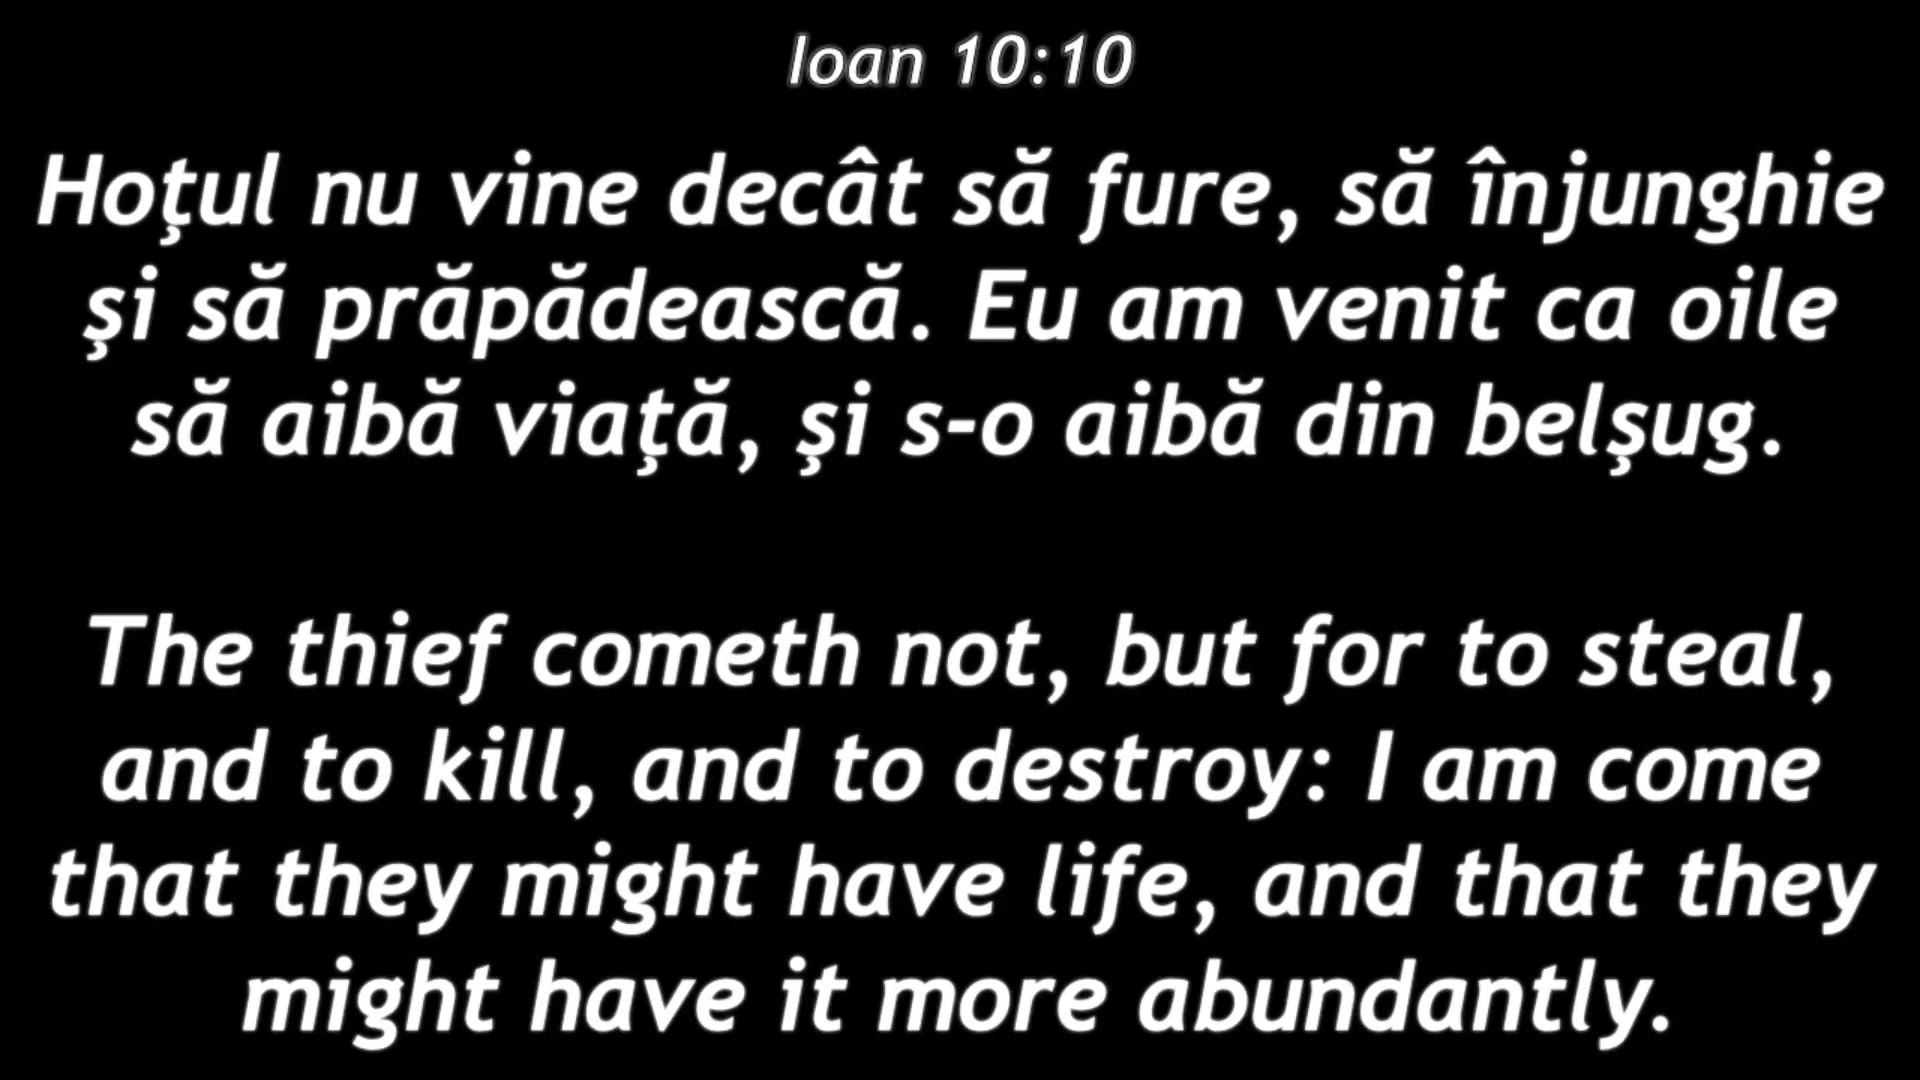 Ioan 10:10
Hoţul nu vine decât să fure, să înjunghie
şi să prăpădească. Eu am venit ca oile
să aibă viaţă, şi s-o aibă din belşug.
The thief cometh not, but for to steal,
and to kill, and to destroy: I am come
that they might have life, and that they
might have it more abundantly.